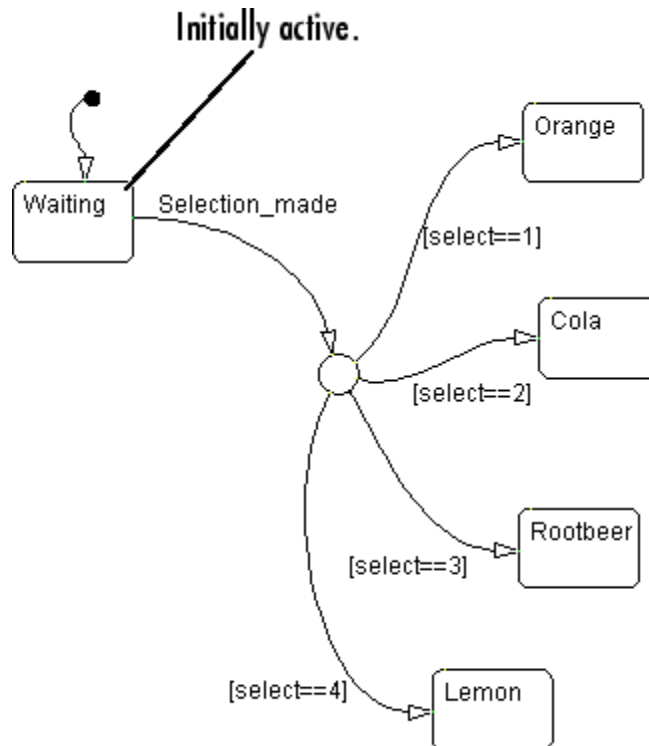 Initially active.
Orange
Waiting
Selection_made
[select==1]
Cola
[select==2]
Rootbeer
[select==3]
[select==4]
Lemon